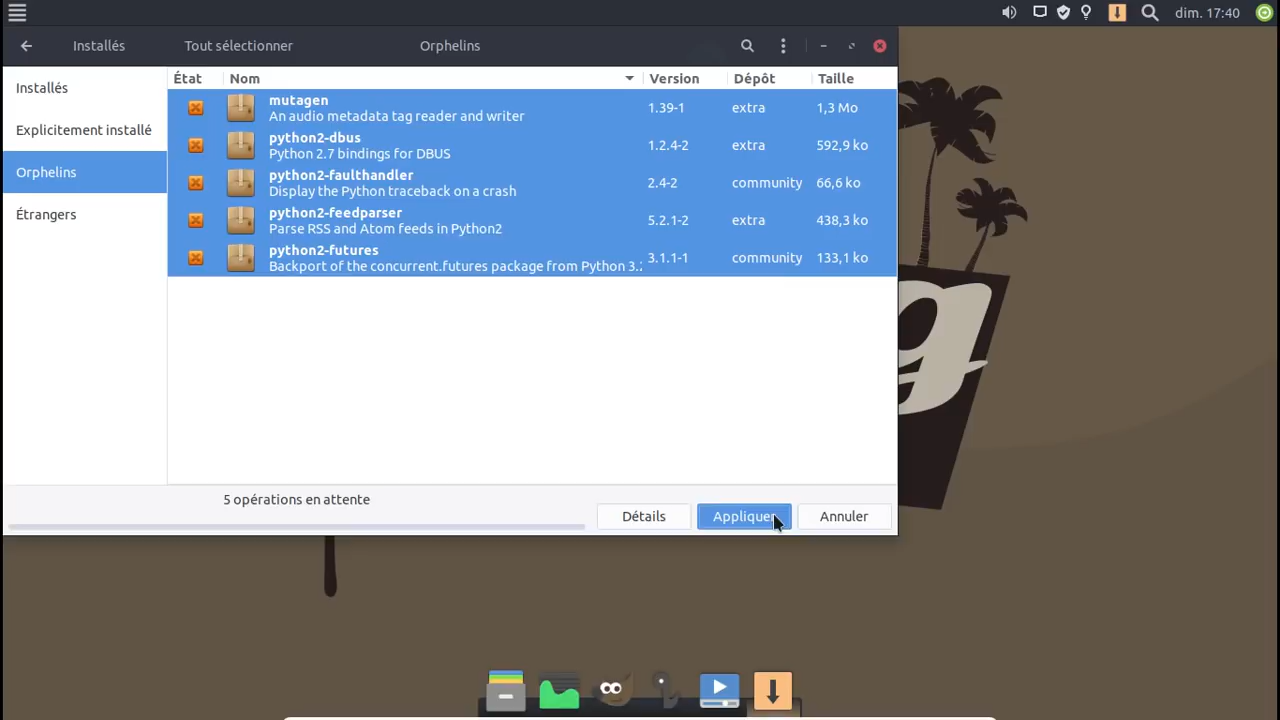 dim. 17:40
Installés
Tout sélectionner
Orphelins
Installés
Explicitement installé
Orphelins
Étrangers
État
Nom
Version
Dépôt
Taille
mutagen
An audio metadata tag reader and writer
1.39-1
extra
1,3 Mo
python2-dbus
Python 2.7 bindings for DBUS
1.2.4-2
extra
592,9 ko
python2-faulthandler
Display the Python traceback on a crash
2.4-2
community
66,6 ko
python2-feedparser
Parse RSS and Atom feeds in Python2
5.2.1-2
extra
438,3 ko
python2-futures
Backport of the concurrent.futures package from Python 3.2
3.1.1-1
community
133,1 ko
5 opérations en attente
Détails
Appliquer
Annuler
g